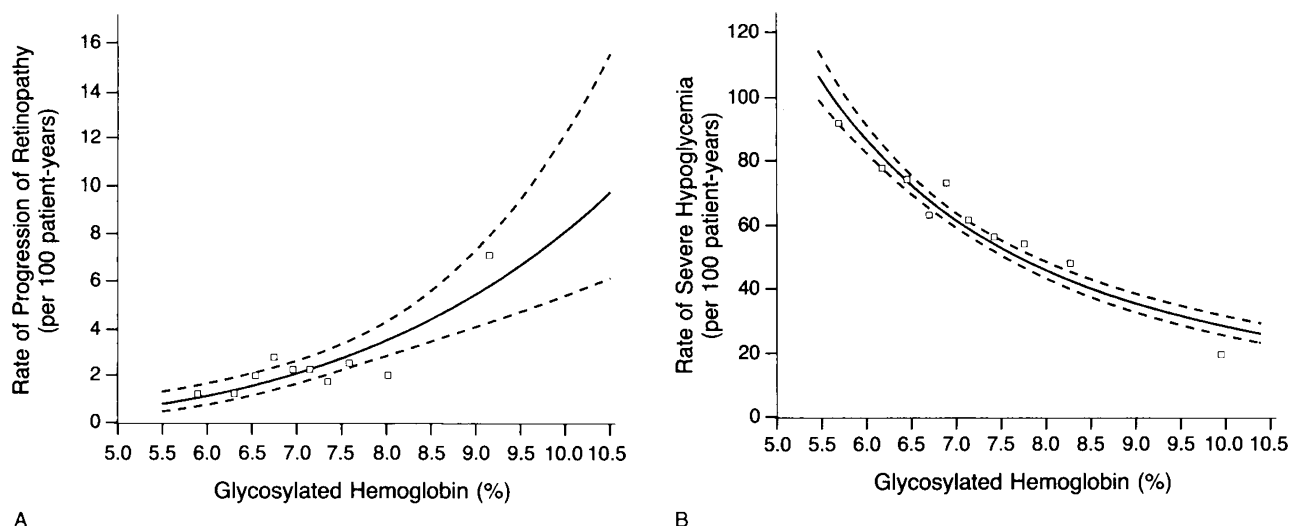 Rate of Progression of Retinopathy
(per 100 patient-years)
16
14
12
10
8
6
4
2
0
5.0 5.5 6.0 6.5 7.0 7.5 8.0 8.5 9.0 9.5 10.0 10.5
Glycosylated Hemoglobin (%)
A
Rate of Severe Hypoglycemia
(per 100 patient-years)
120
100
80
60
40
20
0
5.0 5.5 6.0 6.5 7.0 7.5 8.0 8.5 9.0 9.5 10.0 10.5
Glycosylated Hemoglobin (%)
B